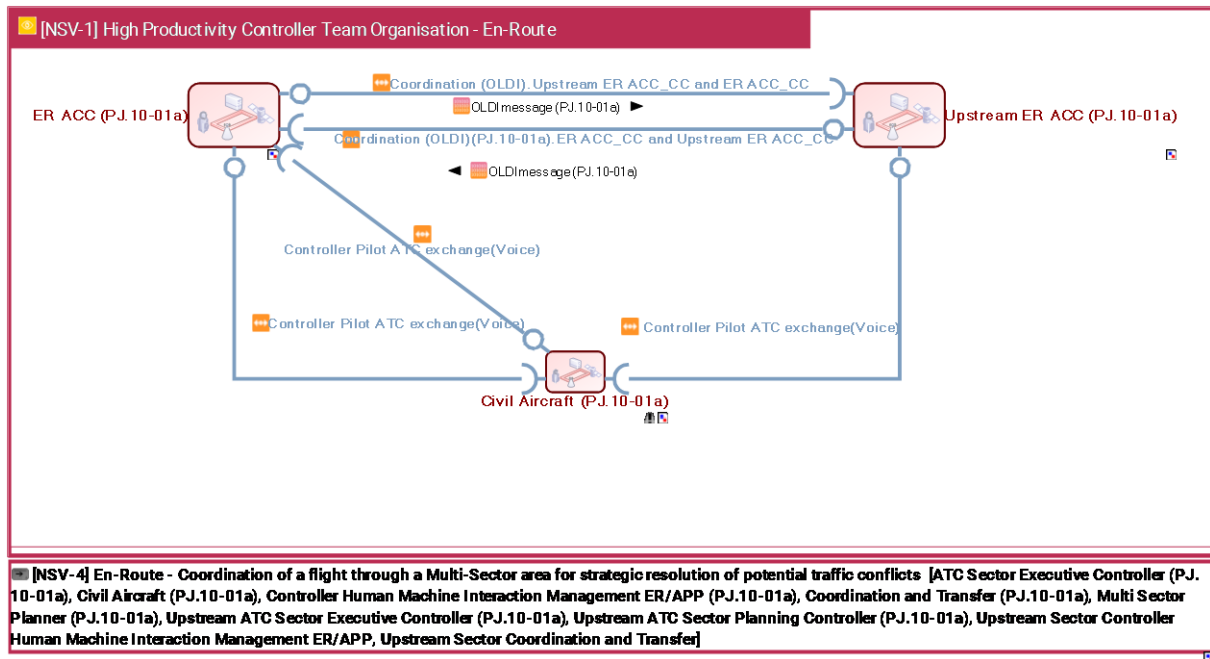 [NSV-1] High Productivity Controller Team Organisation - En-Route
Coordination (OLDI).Upstream ER ACC_CC and ER ACC_CC
OLDI message (PJ.10-01a)
ER ACC (PJ.10-01a)
Upstream ER ACC (PJ.10-01a)
Coordination (OLDI)(PJ.10-01a).ER ACC_CC and Upstream ER ACC_CC
OLDI message (PJ.10-01a)
Controller Pilot ATC exchange(Voice)
Controller Pilot ATC exchange(Voice)
Controller Pilot ATC exchange(Voice)
Civil Aircraft (PJ.10-01a)
[NSV-4] En-Route - Coordination of a flight through a Multi-Sector area for strategic resolution of potential traffic conflicts [ATC Sector Executive Controller (PJ.
10-01a), Civil Aircraft (PJ.10-01a), Controller Human Machine Interaction Management ER/APP (PJ.10-01a), Coordination and Transfer (PJ.10-01a), Multi Sector
Planner (PJ.10-01a), Upstream ATC Sector Executive Controller (PJ.10-01a), Upstream ATC Sector Planning Controller (PJ.10-01a), Upstream Sector Controller
Human Machine Interaction Management ER/APP, Upstream Sector Coordination and Transfer]